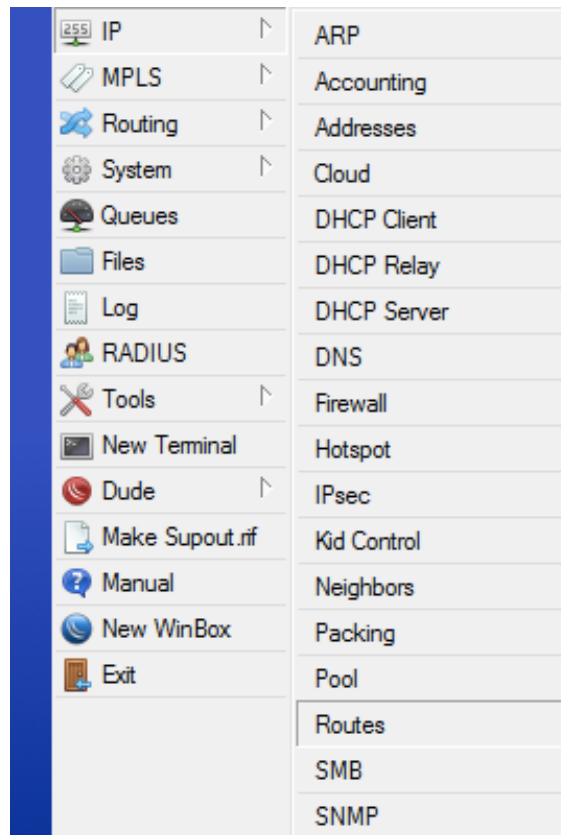 255 IP
MPLS
Routing
System
Queues
Files
Log
RADIUS
Tools
New Terminal
Dude
Make Supout.rif
Manual
New WinBox
Exit
ARP
Accounting
Addresses
Cloud
DHCP Client
DHCP Relay
DHCP Server
DNS
Firewall
Hotspot
IPsec
Kid Control
Neighbors
Packing
Pool
Routes
SMB
SNMP